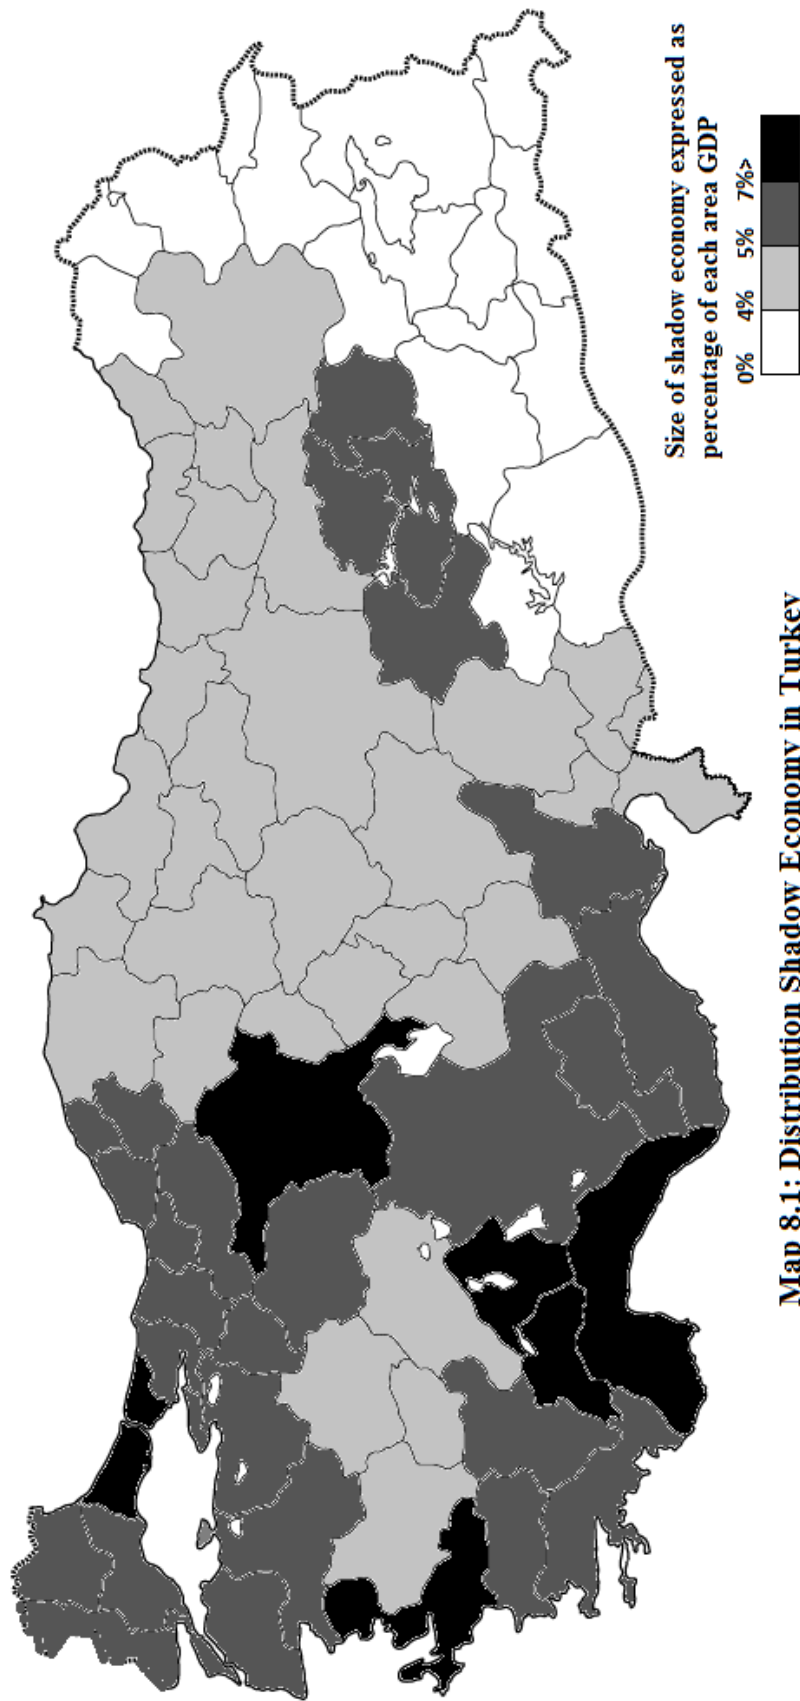 Size of shadow economy expressed as
percentage of each area GDP
0% 4% 5% 7%>
Map 8.1: Distribution Shadow Economy in Turkey